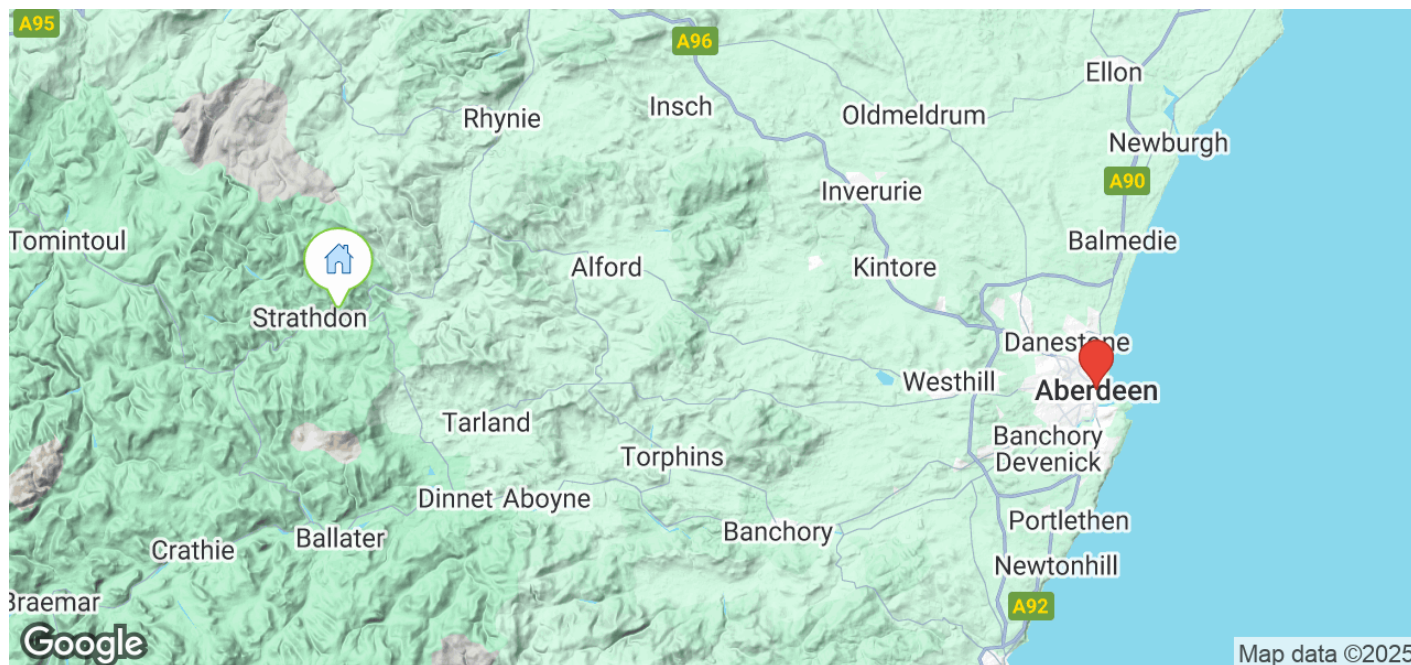 A95
A96
Ellon
Insch
Oldmeldrum
Rhynie
Newburgh
A90
Inverurie
Tomintoul
Balmedie
Alford
Kintore
Strathdon
Danestone
Westhill
Aberdeen
Tarland
Banchory
Devenick
Torphins
Dinnet
Aboyne
Portlethen
Banchory
Ballater
Crathie
Newtonhill
Braemar
A92
Google
Map data ©2025